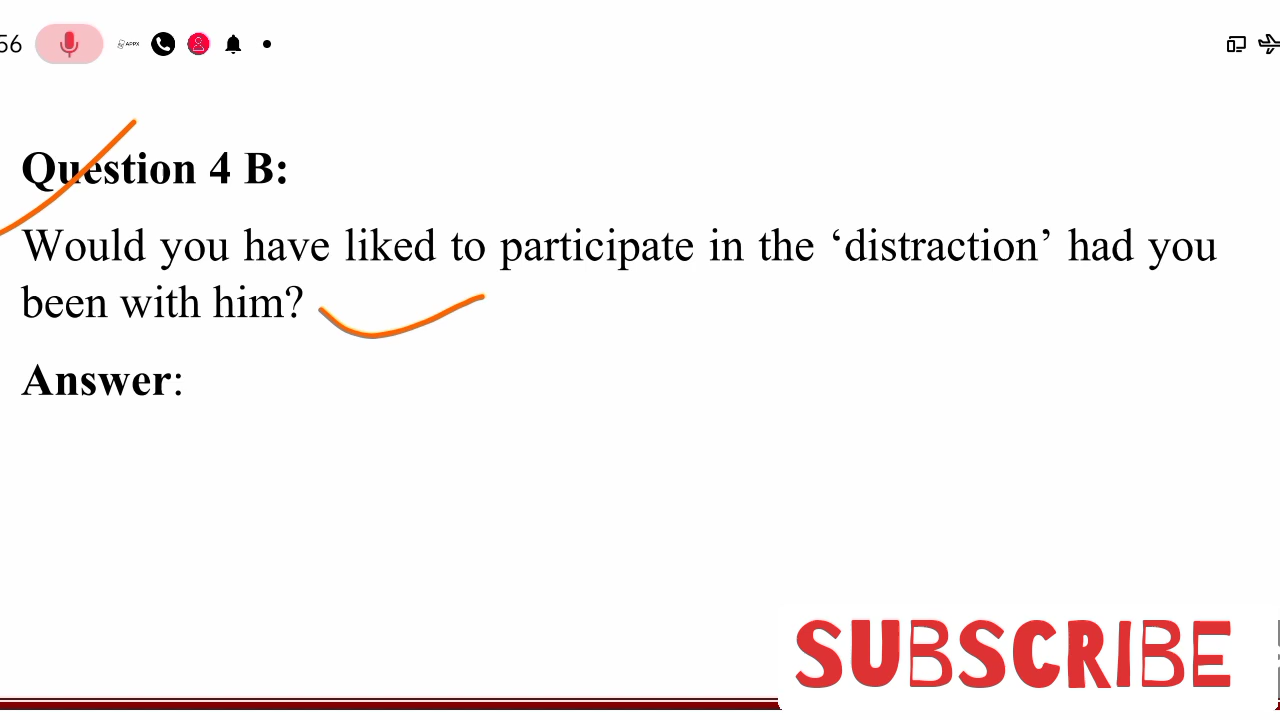 56
APPX
Question 4 B:
Would you have liked to participate in the ‘distraction’ had you
been with him?
Answer:
SUBSCRIBE